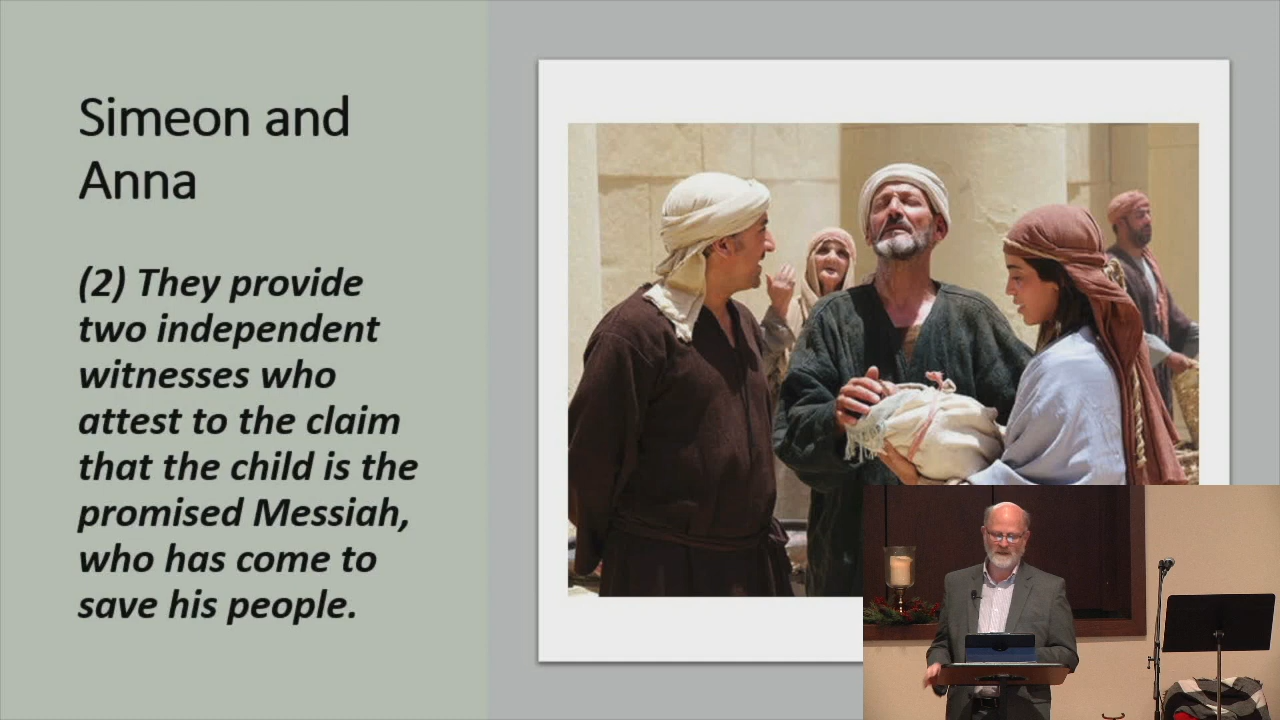 Simeon and
Anna
(2) They provide
two independent
witnesses who
attest to the claim
that the child is the
promised Messiah,
who has come to
save his people.